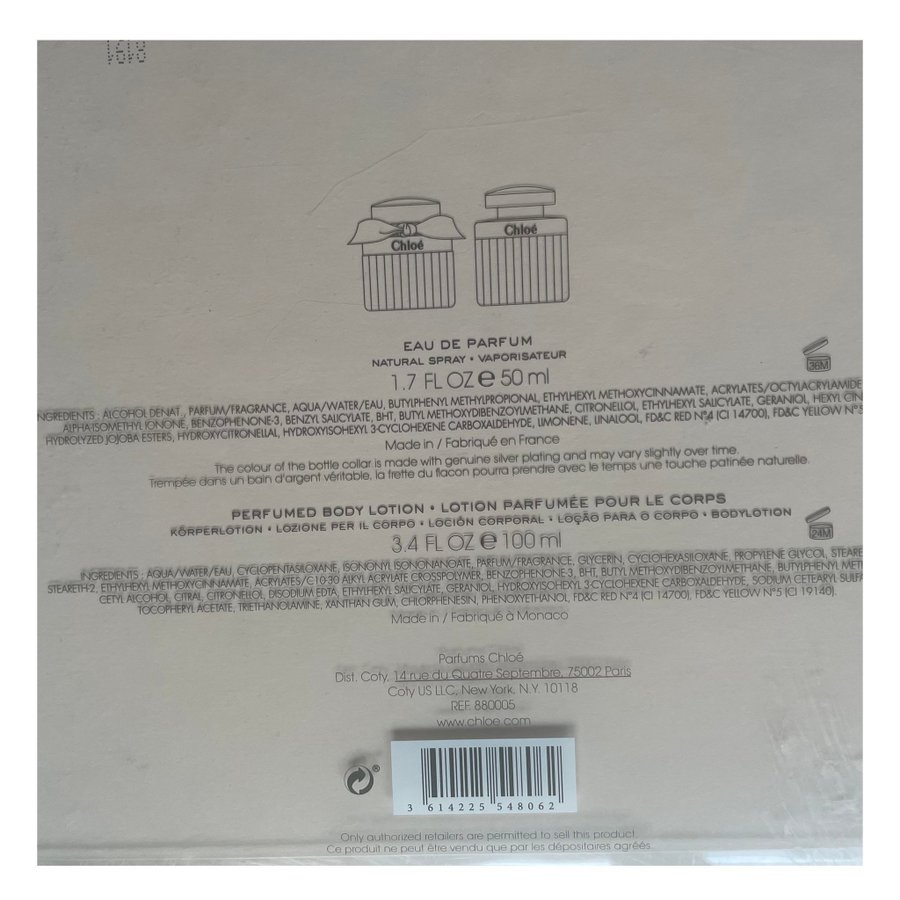 8191
Chloé
Chloé
EAU DE PARFUM
NATURAL SPRAY • VAPORISATEUR
1.7 FL OZ e 50 ml
36M
INGREDIENTS : ALCOHOL DENAT., PARFUM/FRAGRANCE, AQUA/WATER/EAU, BUTYLPHENYL METHYLPROPIONAL, ETHYLHEXYL METHOXYCINNAMATE, ACRYLATES/OCTYLACRYLAMIDE
ALPHA-ISOMETHYL IONONE, BENZOPHENONE-3, BENZYL SALICYLATE, BHT, BUTYL METHOXYDIBENZOYLMETHANE, CITRONELLOL, ETHYLHEXYL SALICYLATE, GERANIOL, HEXYL CIN
HYDROLYZED JOJOBA ESTERS, HYDROXYCITRONELLAL, HYDROXYISOHEXYL 3-CYCLOHEXENE CARBOXALDEHYDE, LIMONENE, LINALOOL, FD&C RED N°4 (CI 14700), FD&C YELLOW N°5
Made in / Fabriqué en France
The colour of the bottle collar is made with genuine silver plating and may vary slightly over time.
Trempée dans un bain d'argent véritable, la frette du flacon pourra prendre avec le temps une touche patinée naturelle.
PERFUMED BODY LOTION • LOTION PARFUMÉE POUR LE CORPS
KÖRPERLOTION • LOZIONE PER IL CORPO • LOCIÓN CORPORAL • LOÇÃO PARA O CORPO • BODYLOTION
3.4 FL OZ e 100 ml
24M
INGREDIENTS : AQUA/WATER/EAU, CYCLOPENTASILOXANE, ISONONYL ISONONANOATE, PARFUM/FRAGRANCE, GLYCERIN, CYCLOHEXASILOXANE, PROPYLENE GLYCOL, STEARE
STEARETH-2, ETHYLHEXYL METHOXYCINNAMATE, ACRYLATES/C10-30 ALKYL ACRYLATE CROSSPOLYMER, BENZOPHENONE-3, BHT, BUTYL METHOXYDIBENZOYLMETHANE, BUTYLPHENYL MET
CETYL ALCOHOL, CITRAL, CITRONELLOL, DISODIUM EDTA, ETHYLHEXYL SALICYLATE, GERANIOL, HYDROXYISOHEXYL 3-CYCLOHEXENE CARBOXALDEHYDE, SODIUM CETEARYL SULFA
TOCOPHERYL ACETATE, TRIETHANOLAMINE, XANTHAN GUM, CHLORPHENESIN, PHENOXYETHANOL, FD&C RED N°4 (CI 14700), FD&C YELLOW N°5 (CI 19140).
Made in / Fabriqué à Monaco
Parfums Chloé
Dist. Coty, 14 rue du Quatre Septembre, 75002 Paris
Coty US LLC, New York, N.Y. 10118
REF. 880005
www.chloe.com
3 614225 548062
Only authorized retailers are permitted to sell this product.
Ce produit ne peut être vendu que par les dépositaires agréés.